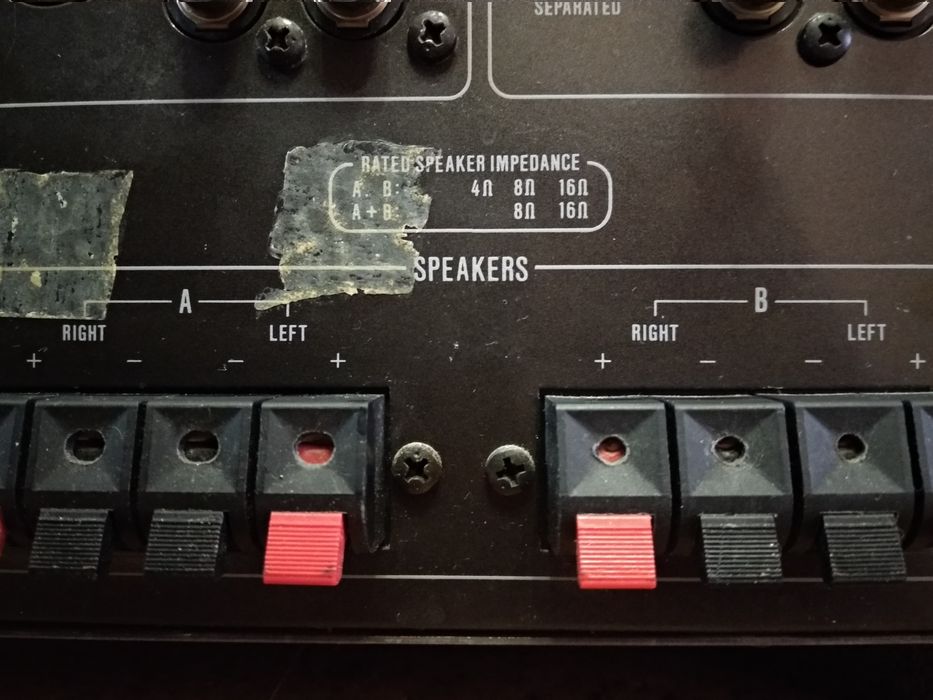 SEPARATED
RATED SPEAKER IMPEDANCE
A. B: 4Ω 8Ω 16Ω
A+B: 8Ω 16Ω
SPEAKERS
A B
RIGHT LEFT RIGHT LEFT
+ − − + + − − +